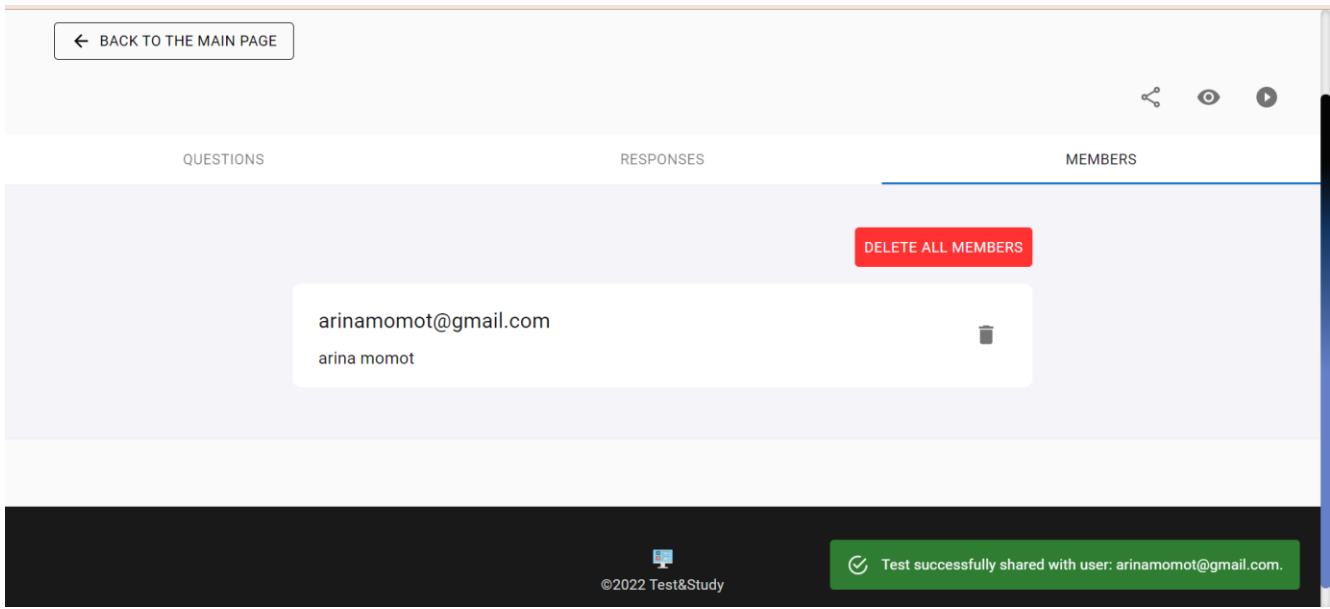 BACK TO THE MAIN PAGE
QUESTIONS
RESPONSES
MEMBERS
DELETE ALL MEMBERS
arinamomot@gmail.com
arina momot
©2022 Test&Study
Test successfully shared with user: arinamomot@gmail.com.